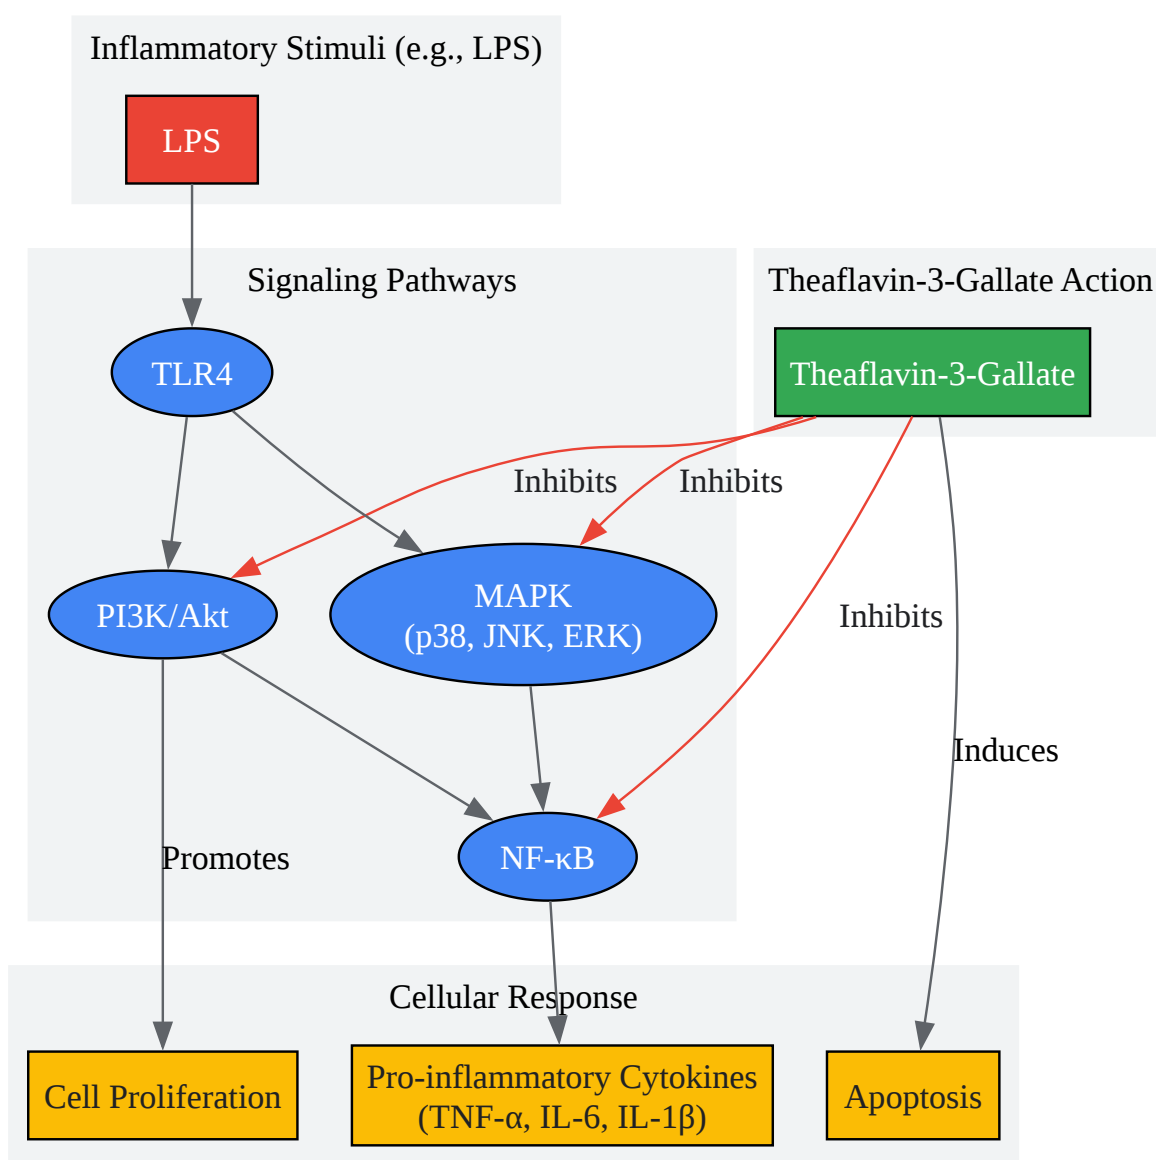 Inflammatory Stimuli (e.g., LPS)
LPS
Signaling Pathways
Theaflavin-3-Gallate Action
TLR4
Theaflavin-3-Gallate
Inhibits
Inhibits
PI3K/Akt
MAPK
(p38, JNK, ERK)
Inhibits
Induces
Promotes
NF-κB
Cellular Response
Cell Proliferation
Pro-inflammatory Cytokines
(TNF-α, IL-6, IL-1β)
Apoptosis